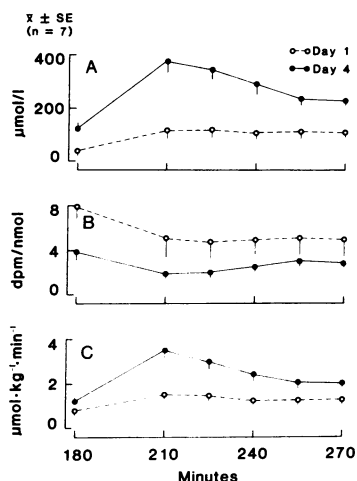 x̄ ± SE
(n = 7)
Day 1
Day 4
A
400
200
0
μmol/l
B
8
4
0
dpm/nmol
C
4
2
0
μmol·kg⁻¹·min⁻¹
180 210 240 270
Minutes